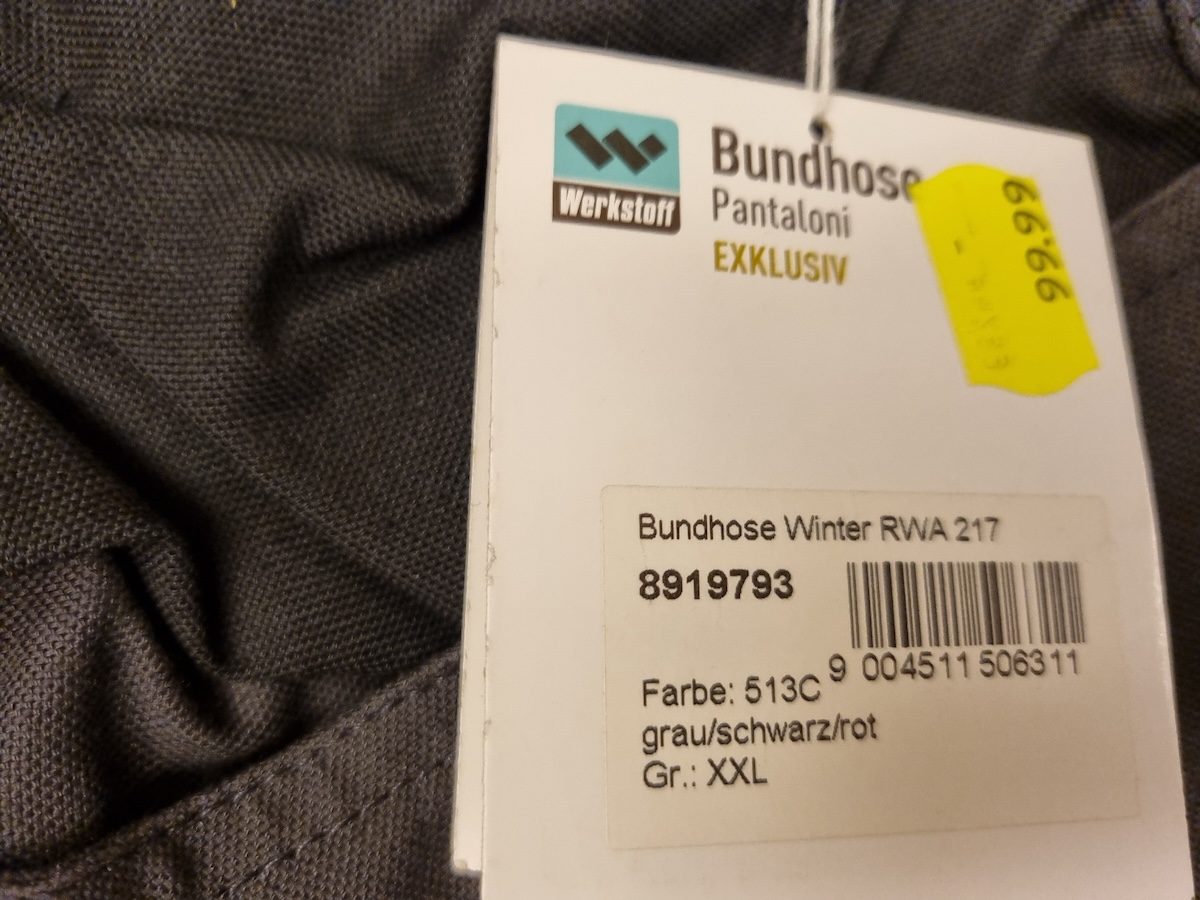 Werkstoff
Bundhose
Pantaloni
EXKLUSIV
99.99
Bundhose Winter RWA 217
8919793
9 004511 506311
Farbe: 513C
grau/schwarz/rot
Gr.: XXL